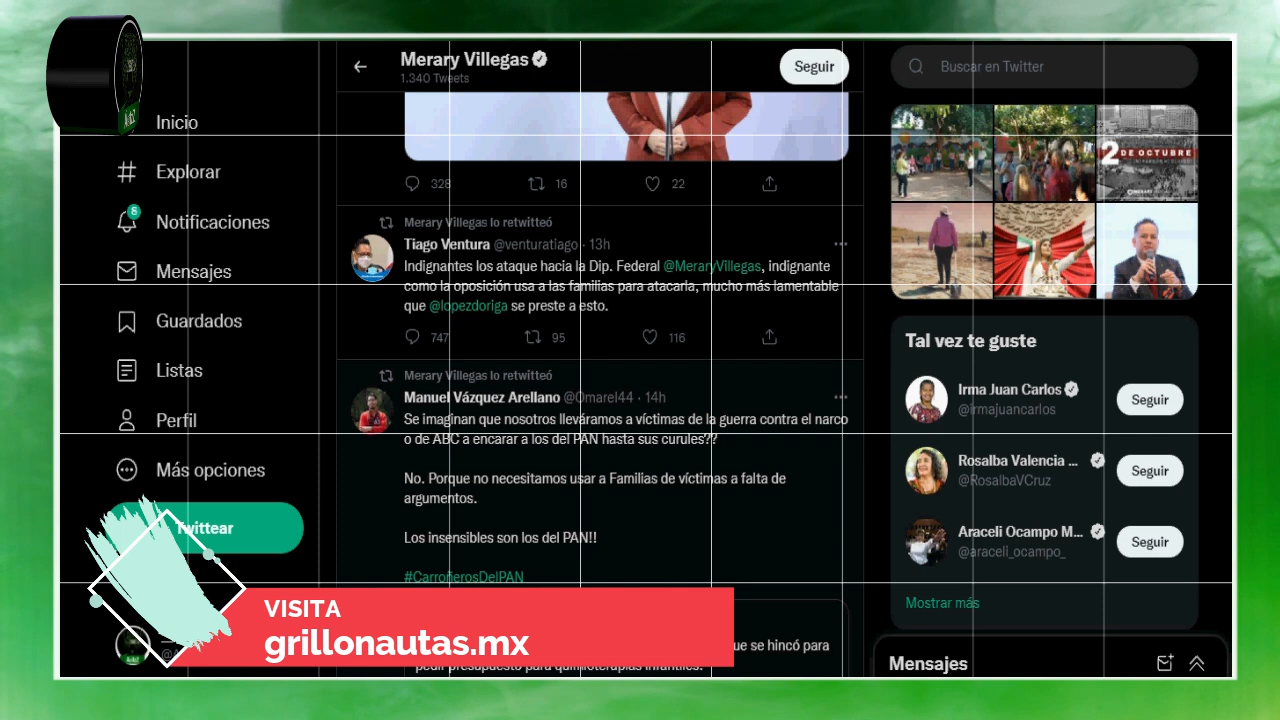 Merary Villegas
1.340 Tweets
Seguir
Buscar en Twitter
Inicio
Explorar
Notificaciones
8
Mensajes
Guardados
Listas
Perfil
Más opciones
Twittear
328 16 22
Merary Villegas lo retwitteó
Tiago Ventura @venturatiago · 13h
Indignantes los ataque hacia la Dip. Federal @MeraryVillegas, indignante
como la oposición usa a las familias para atacarla, mucho más lamentable
que @lopezdoriga se preste a esto.
747 95 116
Merary Villegas lo retwitteó
Manuel Vázquez Arellano @Omarel44 · 14h
Se imaginan que nosotros lleváramos a víctimas de la guerra contra el narco
o de ABC a encarar a los del PAN hasta sus curules??
No. Porque no necesitamos usar a Familias de víctimas a falta de
argumentos.
Los insensibles son los del PAN!!
#CarroñerosDelPAN
ue se hincó para
pedir presupuesto para quimioterapias infantiles.
2 DE OCTUBRE
Tal vez te guste
Irma Juan Carlos
@irmajuancarlos
Seguir
Rosalba Valencia ...
@RosalbaVCruz
Seguir
Araceli Ocampo M...
@araceli_ocampo_
Seguir
Mostrar más
Mensajes
VISITA
grillonautas.mx